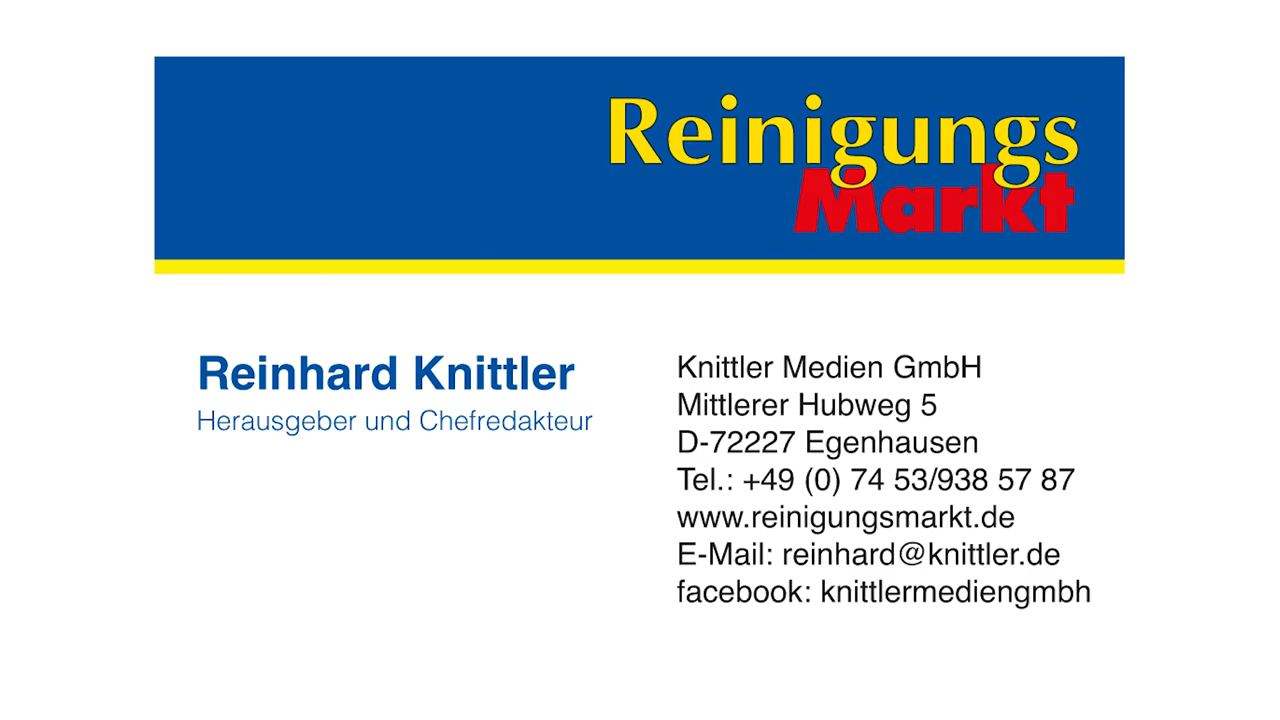 Reinigungs
Markt
Reinhard Knittler
Herausgeber und Chefredakteur
Knittler Medien GmbH
Mittlerer Hubweg 5
D-72227 Egenhausen
Tel.: +49 (0) 74 53/938 57 87
www.reinigungsmarkt.de
E-Mail: reinhard@knittler.de
facebook: knittlermediengmbh